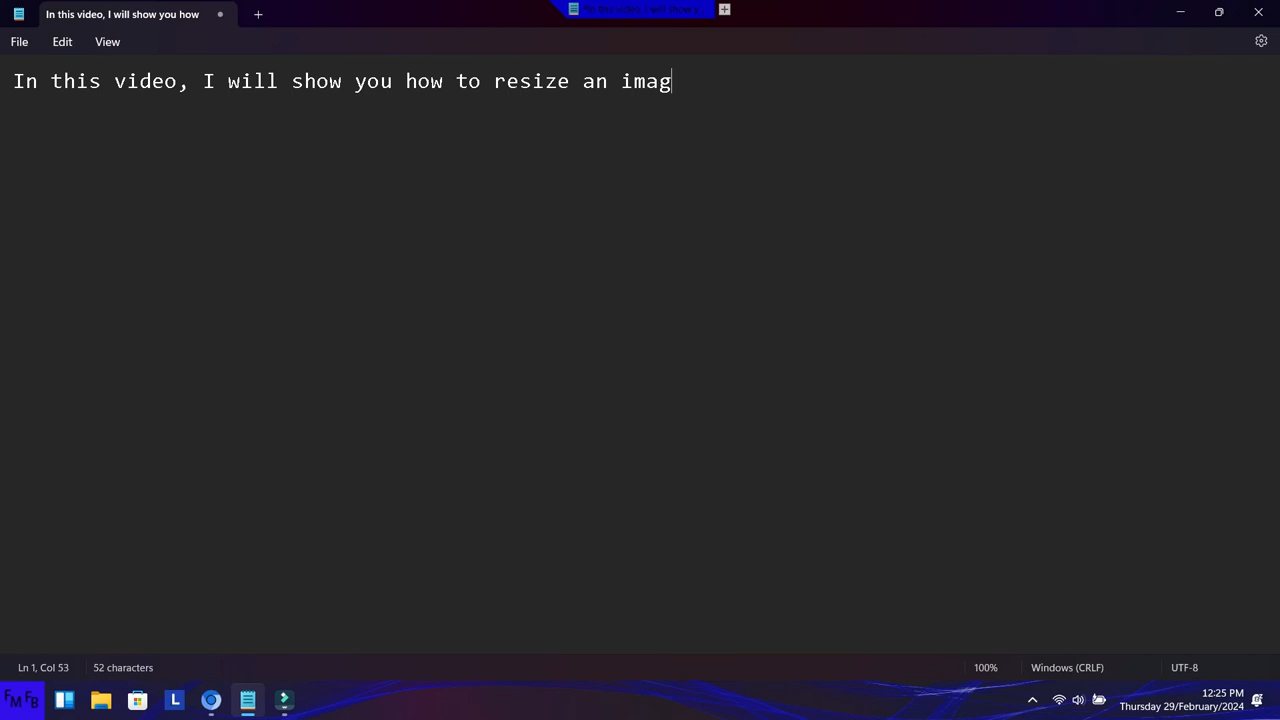 In this video, I will show you how
File Edit View
In this video, I will show you how to resize an imag
Ln 1, Col 53 52 characters 100% Windows (CRLF) UTF-8
FM FB L 12:25 PM
Thursday 29/February/2024